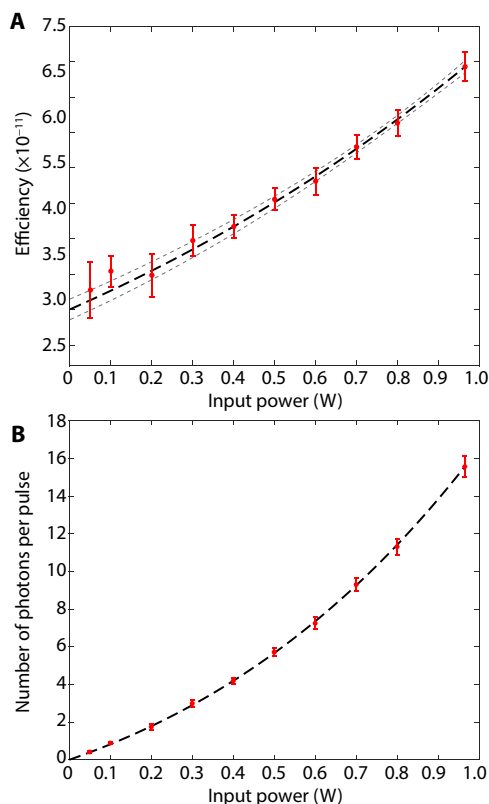 A
7.5
6.5
6.0
5.5
4.0
3.5
3.0
2.5
Efficiency (×10⁻¹¹)
0 0.1 0.2 0.3 0.4 0.5 0.6 0.7 0.8 0.9 1.0
Input power (W)
B
18
16
14
12
10
8
6
4
2
0
Number of photons per pulse
0 0.1 0.2 0.3 0.4 0.5 0.6 0.7 0.8 0.9 1.0
Input power (W)